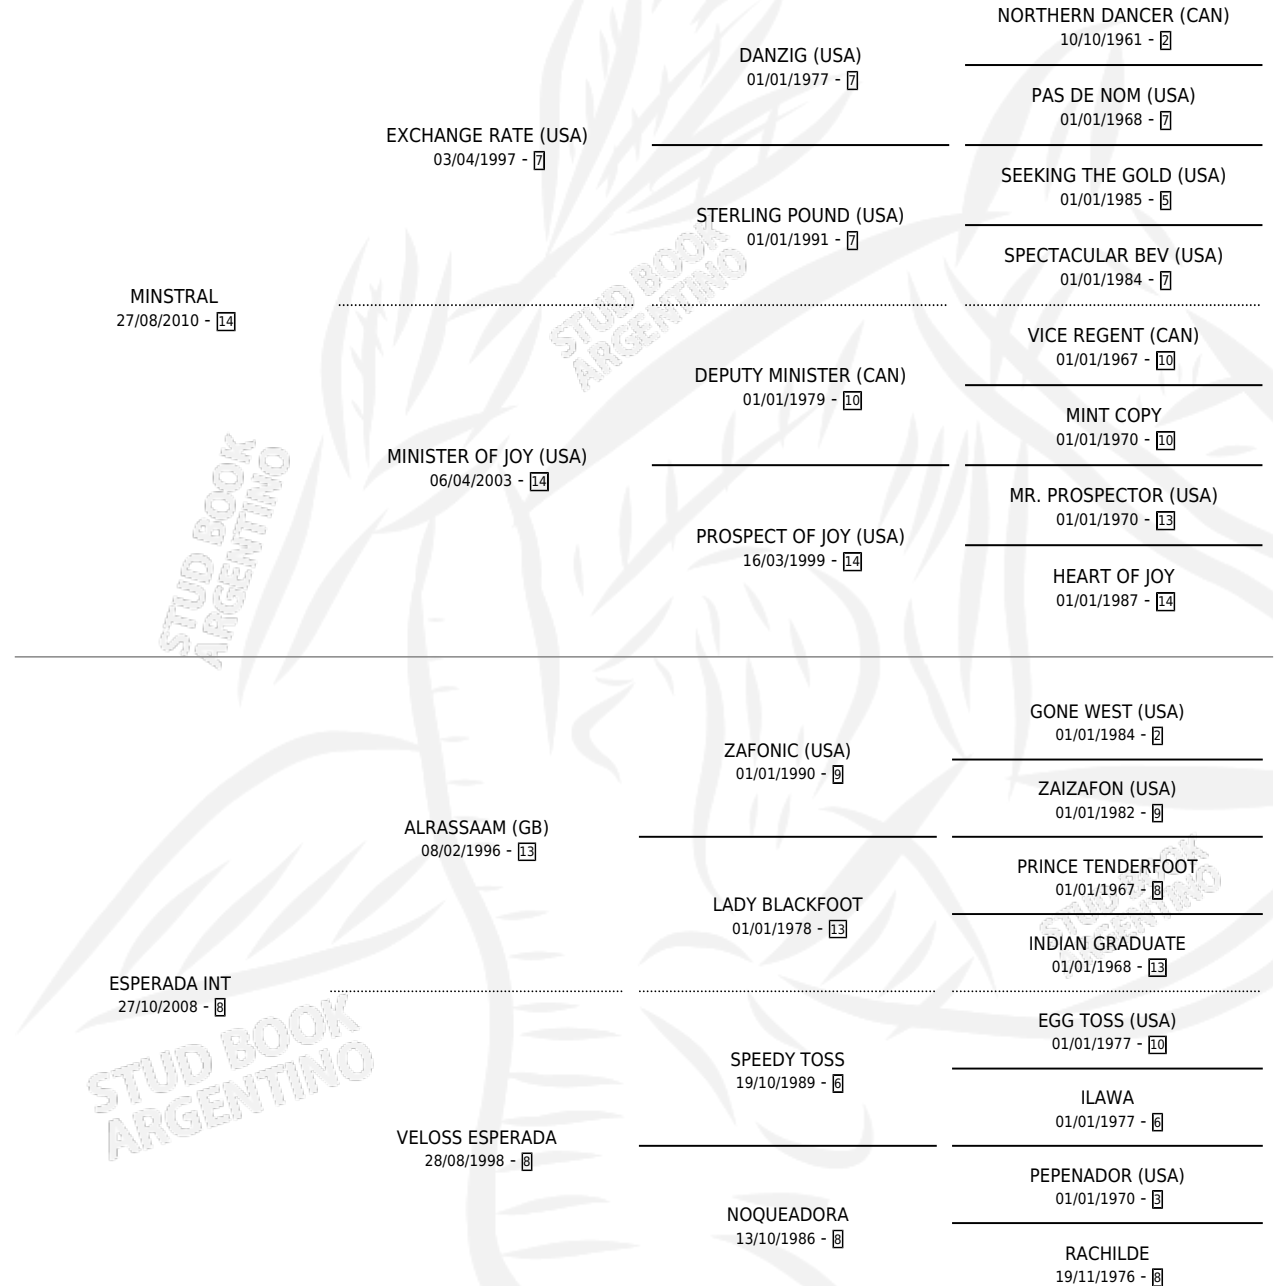 NORTHERN DANCER (CAN)
10/10/1961 - 2
DANZIG (USA)
01/01/1977 - 7
PAS DE NOM (USA)
01/01/1968 - 7
EXCHANGE RATE (USA)
03/04/1997 - 7
SEEKING THE GOLD (USA)
01/01/1985 - 5
STERLING POUND (USA)
01/01/1991 - 7
SPECTACULAR BEV (USA)
01/01/1984 - 7
MINSTRAL
27/08/2010 - 14
VICE REGENT (CAN)
01/01/1967 - 10
DEPUTY MINISTER (CAN)
01/01/1979 - 10
MINT COPY
01/01/1970 - 10
MINISTER OF JOY (USA)
06/04/2003 - 14
MR. PROSPECTOR (USA)
01/01/1970 - 13
PROSPECT OF JOY (USA)
16/03/1999 - 14
HEART OF JOY
01/01/1987 - 14
STUD BOOK
ARGENTINO
STUD BOOK
ARGENTINO
GONE WEST (USA)
01/01/1984 - 2
ZAFONIC (USA)
01/01/1990 - 9
ZAIZAFON (USA)
01/01/1982 - 9
ALRASSAAM (GB)
08/02/1996 - 13
PRINCE TENDERFOOT
01/01/1967 - 8
LADY BLACKFOOT
01/01/1978 - 13
INDIAN GRADUATE
01/01/1968 - 13
ESPERADA INT
27/10/2008 - 8
EGG TOSS (USA)
01/01/1977 - 10
SPEEDY TOSS
19/10/1989 - 6
ILAWA
01/01/1977 - 6
VELOSS ESPERADA
28/08/1998 - 8
PEPENADOR (USA)
01/01/1970 - 3
NOQUEADORA
13/10/1986 - 8
RACHILDE
19/11/1976 - 8
STUD BOOK
ARGENTINO
STUD BOOK
ARGENTINO